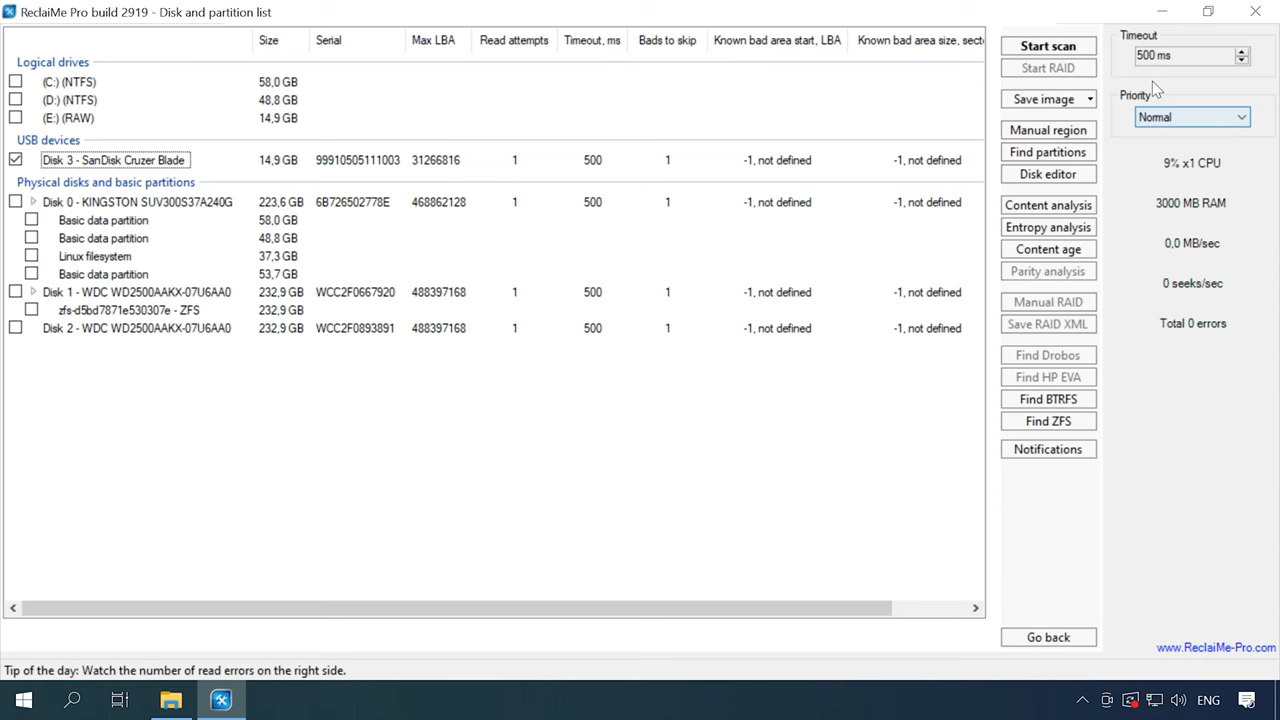 ReclaiMe Pro build 2919 - Disk and partition list
Size Serial Max LBA Read attempts Timeout, ms Bads to skip Known bad area start, LBA Known bad area size, secto
Logical drives
(C:) (NTFS) 58,0 GB
(D:) (NTFS) 48,8 GB
(E:) (RAW) 14,9 GB
USB devices
Disk 3 - SanDisk Cruzer Blade 14,9 GB 99910505111003 31266816 1 500 1 -1, not defined -1, not defined
Physical disks and basic partitions
Disk 0 - KINGSTON SUV300S37A240G 223,6 GB 6B726502778E 468862128 1 500 1 -1, not defined -1, not defined
Basic data partition 58,0 GB
Basic data partition 48,8 GB
Linux filesystem 37,3 GB
Basic data partition 53,7 GB
Disk 1 - WDC WD2500AAKX-07U6AA0 232,9 GB WCC2F0667920 488397168 1 500 1 -1, not defined -1, not defined
zfs-d5bd7871e530307e - ZFS 232,9 GB
Disk 2 - WDC WD2500AAKX-07U6AA0 232,9 GB WCC2F0893891 488397168 1 500 1 -1, not defined -1, not defined
Start scan
Start RAID
Save image
Manual region
Find partitions
Disk editor
Content analysis
Entropy analysis
Content age
Parity analysis
Manual RAID
Save RAID XML
Find Drobos
Find HP EVA
Find BTRFS
Find ZFS
Notifications
Go back
Timeout
500 ms
Priority
Normal
9% x1 CPU
3000 MB RAM
0,0 MB/sec
0 seeks/sec
Total 0 errors
www.ReclaiMe-Pro.com
Tip of the day: Watch the number of read errors on the right side.
ENG